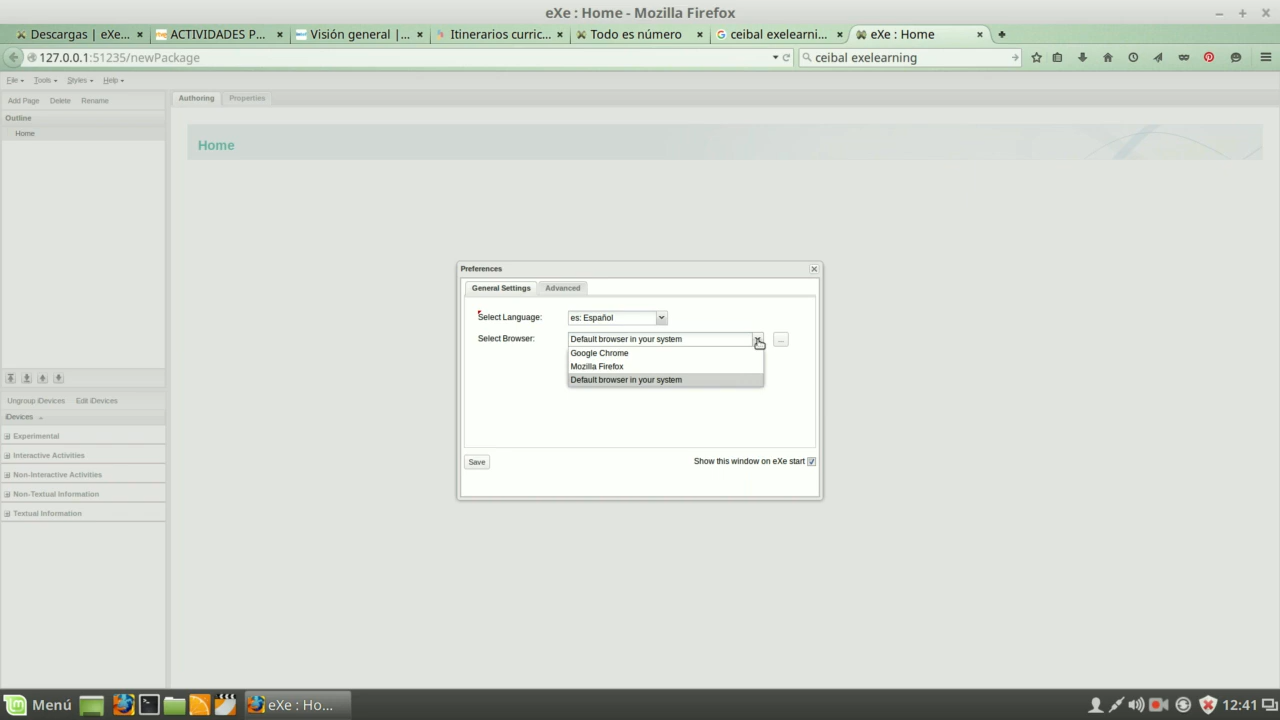 eXe : Home - Mozilla Firefox
Descargas | eXe... ACTIVIDADES P... Visión general |... Itinerarios curric... Todo es número ceibal exelearni... eXe : Home
127.0.0.1:51235/newPackage ceibal exelearning
File Tools Styles Help
Add Page Delete Rename
Authoring Properties
Outline
Home
Home
Preferences
General Settings Advanced
Select Language: es: Español
Select Browser: Default browser in your system ...
Google Chrome
Mozilla Firefox
Default browser in your system
Save Show this window on eXe start
Ungroup iDevices Edit iDevices
iDevices
Experimental
Interactive Activities
Non-Interactive Activities
Non-Textual Information
Textual Information
Menú eXe : Ho... 12:41